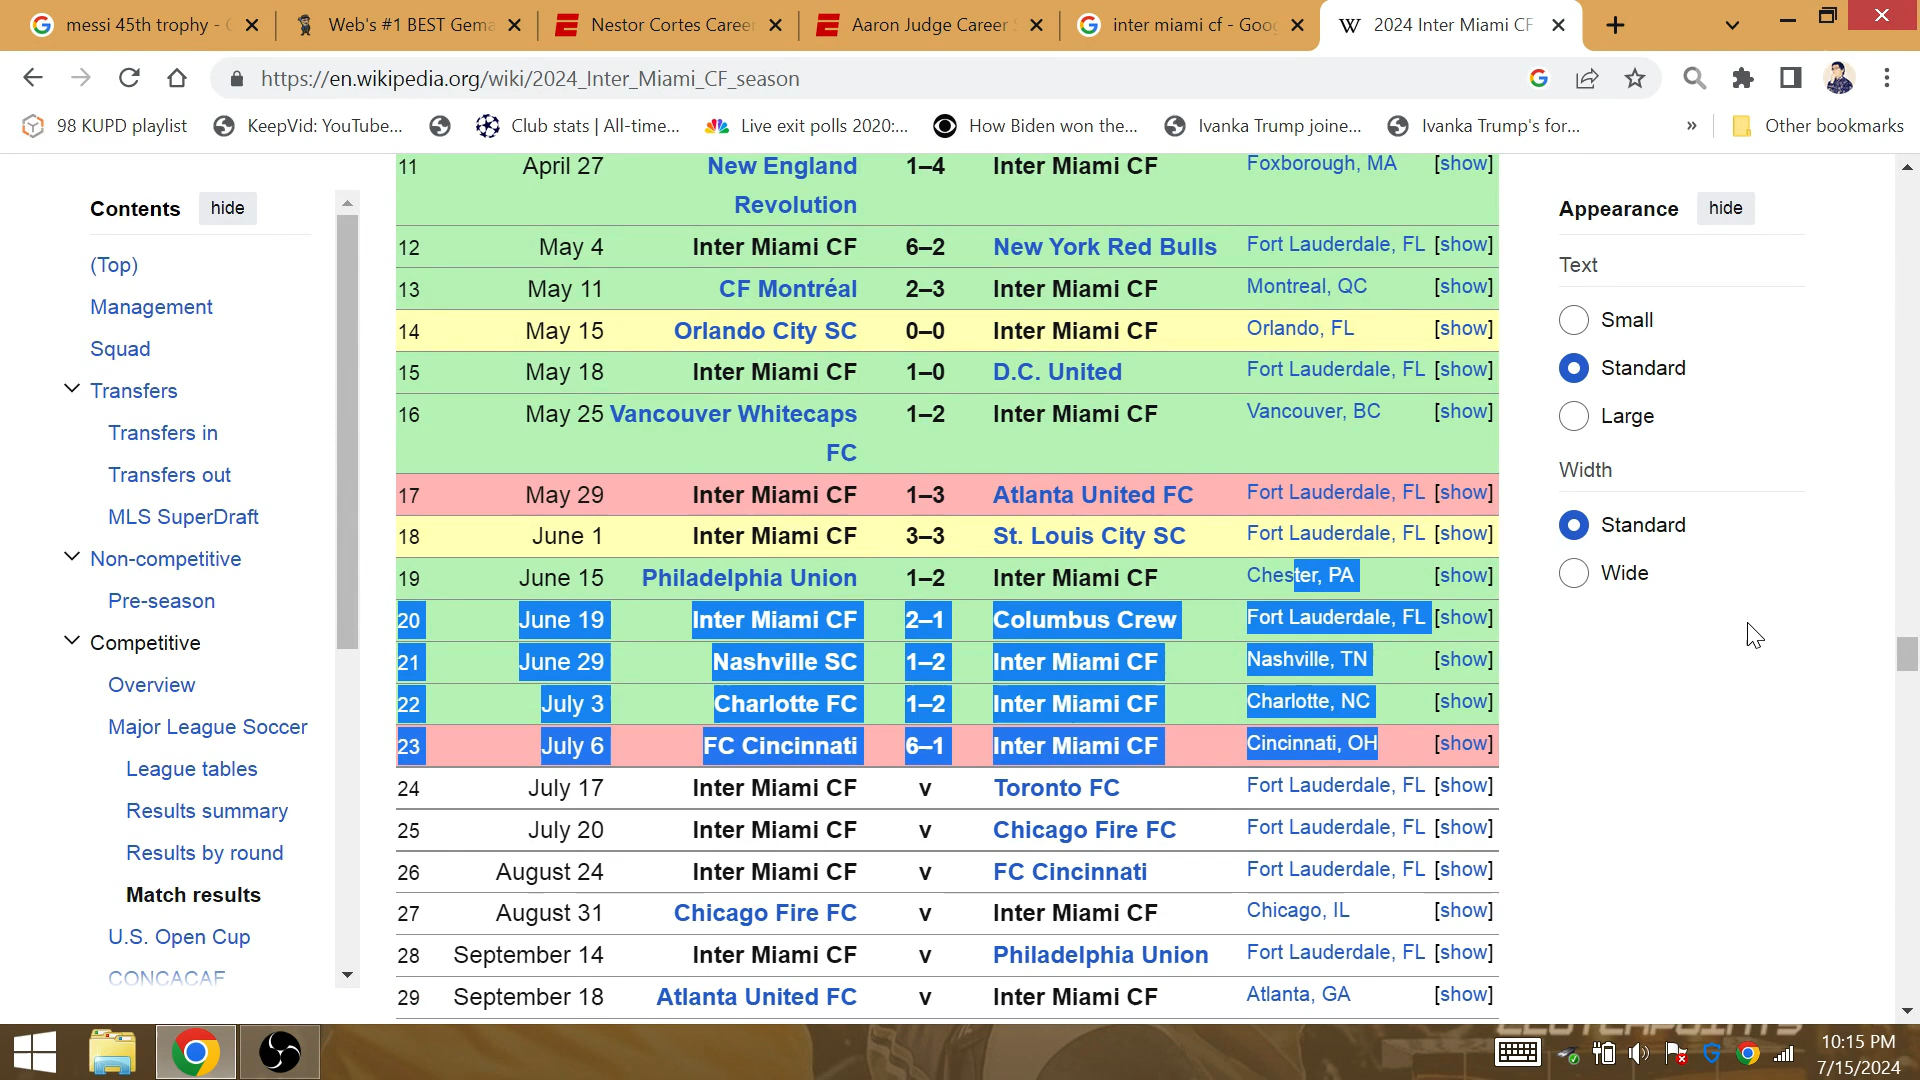 messi 45th trophy - G
Web's #1 BEST Gema
Nestor Cortes Career
Aaron Judge Career S
inter miami cf - Goog
W 2024 Inter Miami CF
https://en.wikipedia.org/wiki/2024_Inter_Miami_CF_season
98 KUPD playlist
KeepVid: YouTube...
Club stats | All-time...
Live exit polls 2020:...
How Biden won the...
Ivanka Trump joine...
Ivanka Trump's for...
»
Other bookmarks
Contents hide
(Top)
Management
Squad
Transfers
Transfers in
Transfers out
MLS SuperDraft
Non-competitive
Pre-season
Competitive
Overview
Major League Soccer
League tables
Results summary
Results by round
Match results
U.S. Open Cup
CONCACAF
11 April 27 New England 1–4 Inter Miami CF Foxborough, MA [show]
Revolution
12 May 4 Inter Miami CF 6–2 New York Red Bulls Fort Lauderdale, FL [show]
13 May 11 CF Montréal 2–3 Inter Miami CF Montreal, QC [show]
14 May 15 Orlando City SC 0–0 Inter Miami CF Orlando, FL [show]
15 May 18 Inter Miami CF 1–0 D.C. United Fort Lauderdale, FL [show]
16 May 25 Vancouver Whitecaps 1–2 Inter Miami CF Vancouver, BC [show]
FC
17 May 29 Inter Miami CF 1–3 Atlanta United FC Fort Lauderdale, FL [show]
18 June 1 Inter Miami CF 3–3 St. Louis City SC Fort Lauderdale, FL [show]
19 June 15 Philadelphia Union 1–2 Inter Miami CF Chester, PA [show]
20 June 19 Inter Miami CF 2–1 Columbus Crew Fort Lauderdale, FL [show]
21 June 29 Nashville SC 1–2 Inter Miami CF Nashville, TN [show]
22 July 3 Charlotte FC 1–2 Inter Miami CF Charlotte, NC [show]
23 July 6 FC Cincinnati 6–1 Inter Miami CF Cincinnati, OH [show]
24 July 17 Inter Miami CF v Toronto FC Fort Lauderdale, FL [show]
25 July 20 Inter Miami CF v Chicago Fire FC Fort Lauderdale, FL [show]
26 August 24 Inter Miami CF v FC Cincinnati Fort Lauderdale, FL [show]
27 August 31 Chicago Fire FC v Inter Miami CF Chicago, IL [show]
28 September 14 Inter Miami CF v Philadelphia Union Fort Lauderdale, FL [show]
29 September 18 Atlanta United FC v Inter Miami CF Atlanta, GA [show]
Appearance hide
Text
Small
Standard
Large
Width
Standard
Wide
CLUTCHPOINTS
10:15 PM
7/15/2024